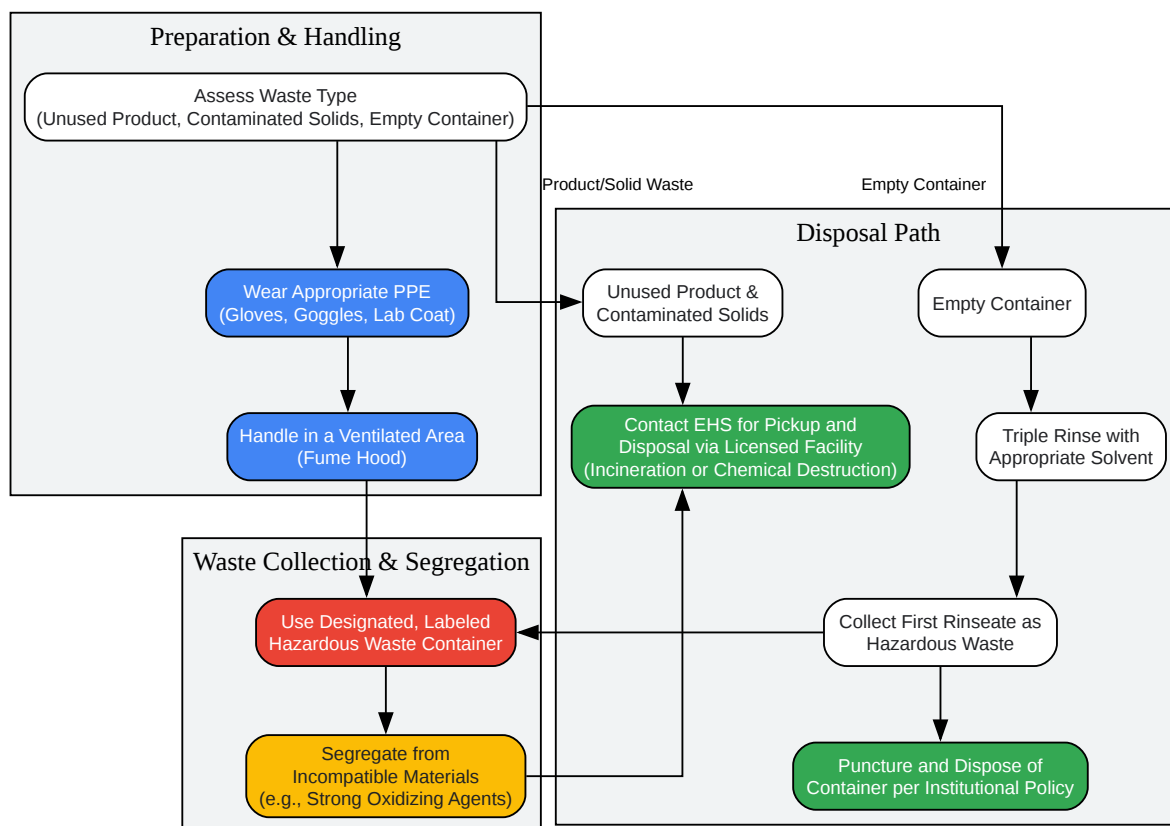 Preparation & Handling
Assess Waste Type
(Unused Product, Contaminated Solids, Empty Container)
Product/Solid Waste
Empty Container
Disposal Path
Wear Appropriate PPE
(Gloves, Goggles, Lab Coat)
Unused Product &
Contaminated Solids
Empty Container
Handle in a Ventilated Area
(Fume Hood)
Contact EHS for Pickup and
Disposal via Licensed Facility
(Incineration or Chemical Destruction)
Triple Rinse with
Appropriate Solvent
Waste Collection & Segregation
Use Designated, Labeled
Hazardous Waste Container
Collect First Rinseate as
Hazardous Waste
Segregate from
Incompatible Materials
(e.g., Strong Oxidizing Agents)
Puncture and Dispose of
Container per Institutional Policy